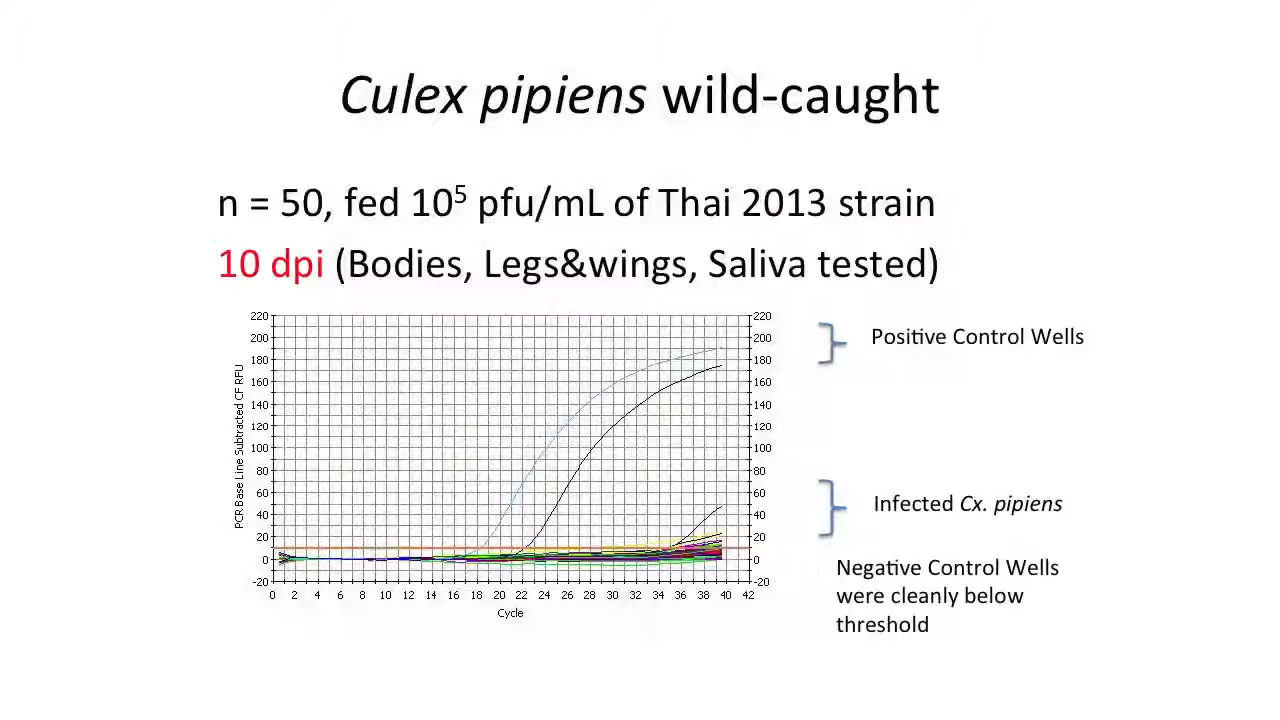 Culex pipiens wild-caught
n = 50, fed 10⁵ pfu/mL of Thai 2013 strain
10 dpi (Bodies, Legs&wings, Saliva tested)
PCR Base Line Subtracted CF RFU
220
200
180
160
140
120
100
80
60
40
20
0
-20
220
200
180
160
140
120
100
80
60
40
20
0
-20
0 2 4 6 8 10 12 14 16 18 20 22 24 26 28 30 32 34 36 38 40 42
Cycle
Positive Control Wells
Infected Cx. pipiens
Negative Control Wells
were cleanly below
threshold